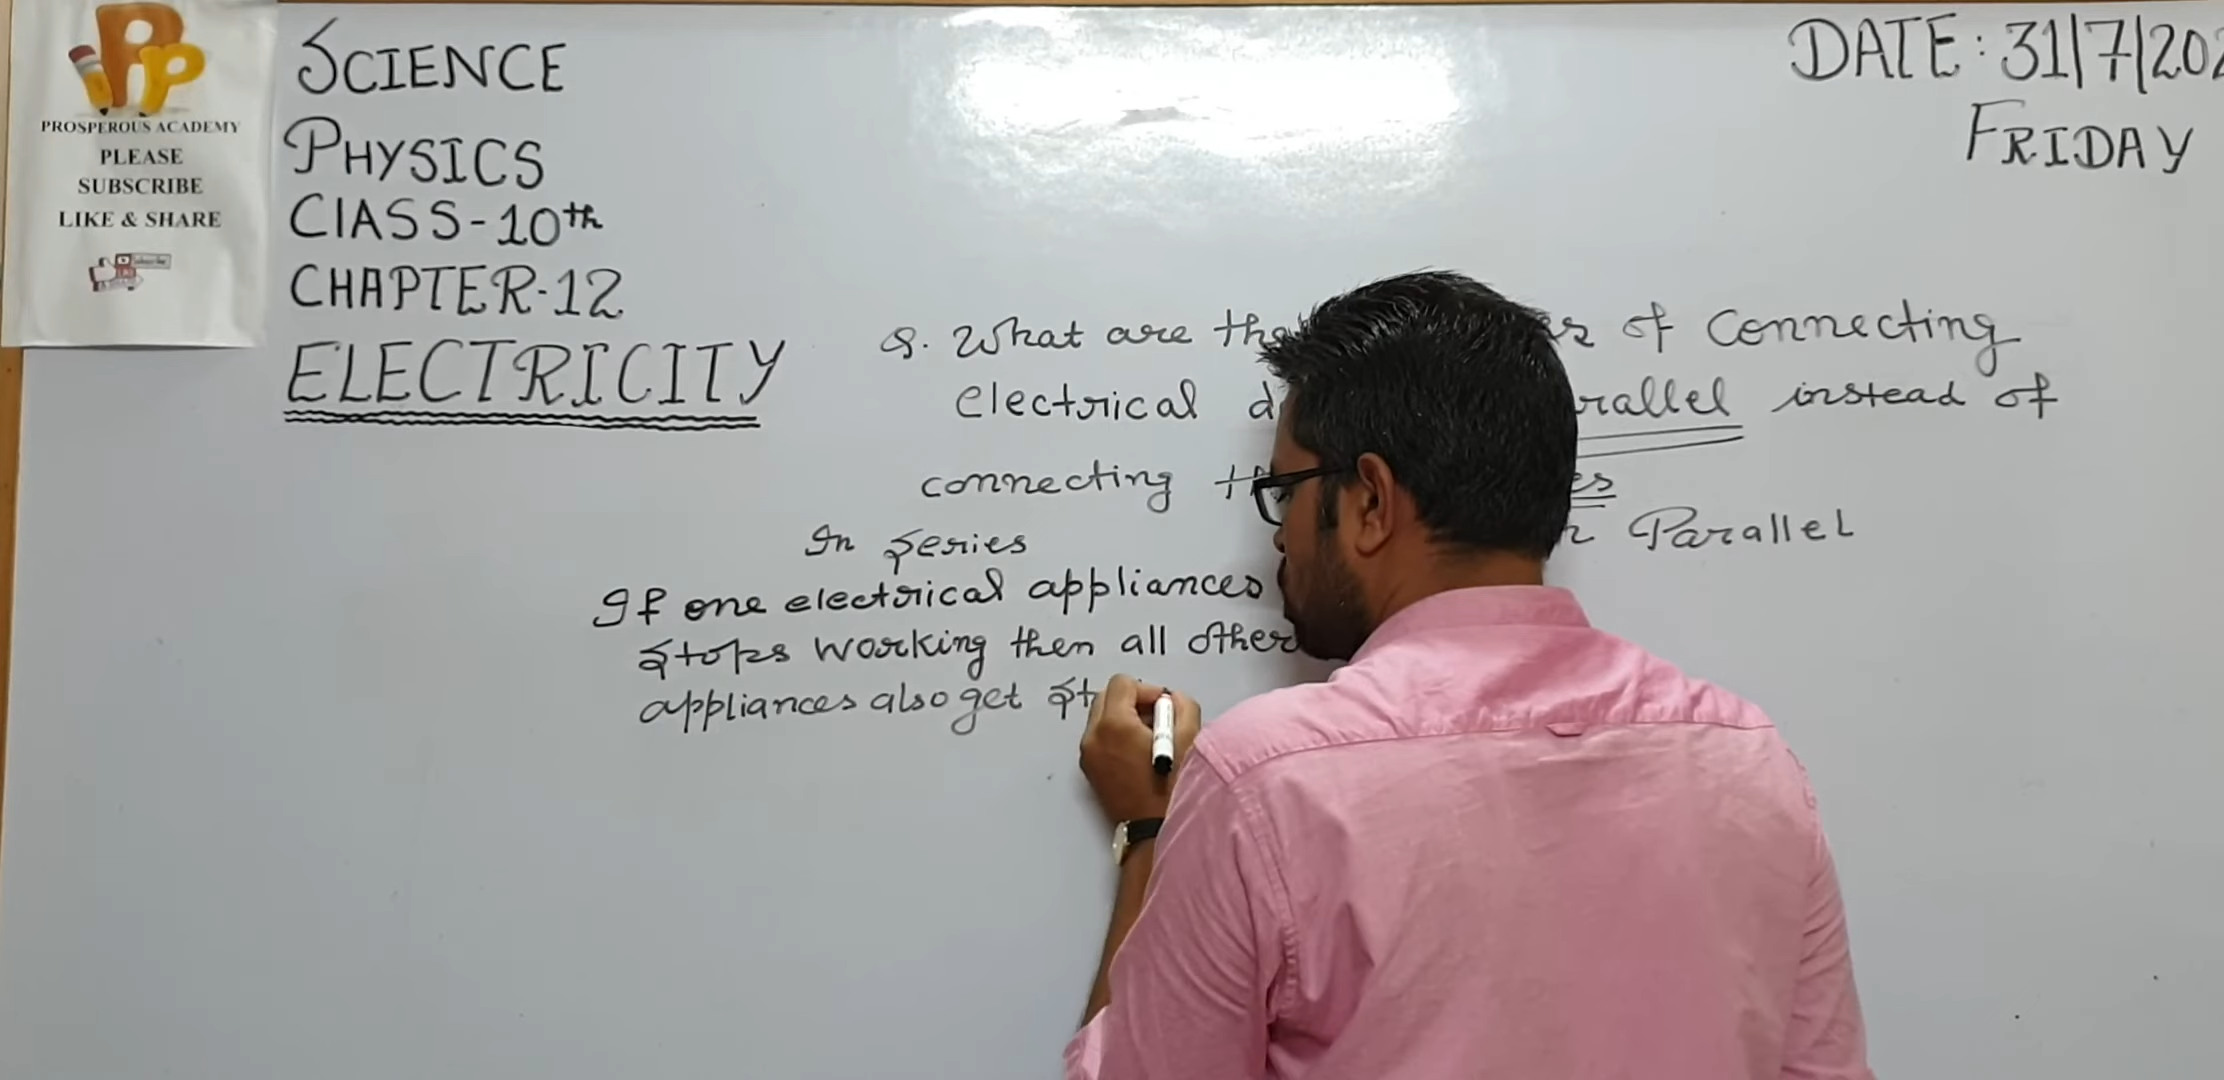 PROSPEROUS ACADEMY
PLEASE
SUBSCRIBE
LIKE & SHARE
SCIENCE
PHYSICS
ClASS-10th
CHAPTER-12
ELECTRICITY
DATE: 31/7/202
FRIDAY
Q. What are the of Connecting
electrical rallel instead of
connecting
In series
Parallel
If one electrical appliances
stops working then all other
appliances also get